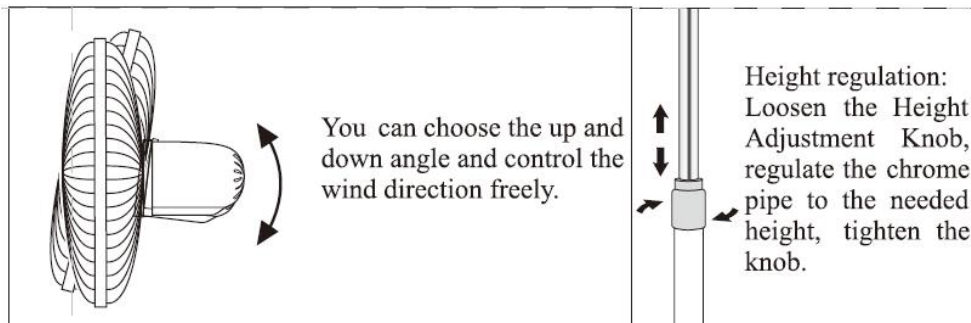 You can choose the up and
down angle and control the
wind direction freely.
Height regulation:
Loosen the Height
Adjustment Knob,
regulate the chrome
pipe to the needed
height, tighten the
knob.